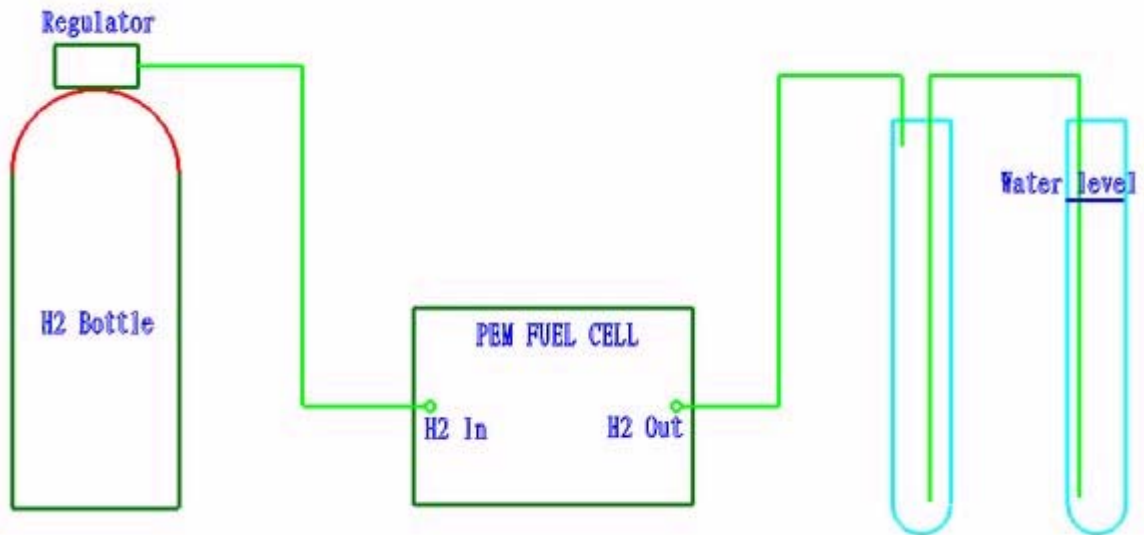 Regulator
Water level
H2 Bottle
PEM FUEL CELL
H2 In
H2 Out